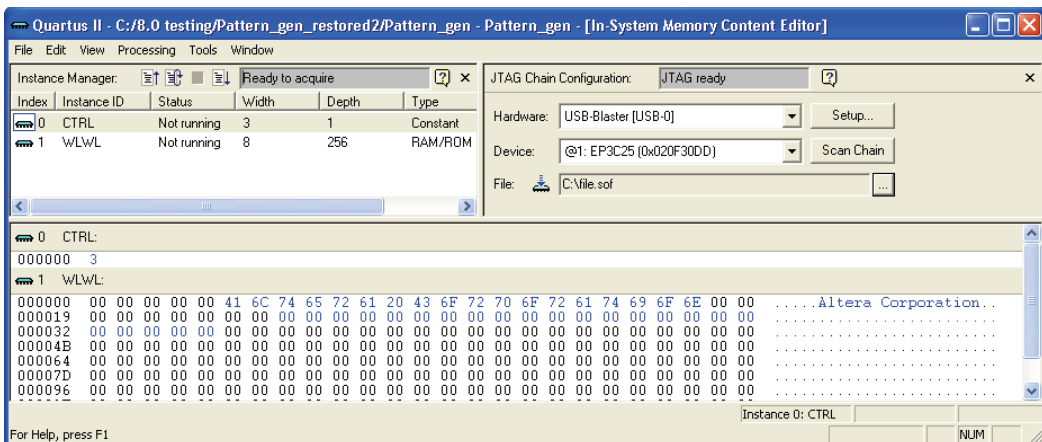 Quartus II - C:/8.0 testing/Pattern_gen_restored2/Pattern_gen - Pattern_gen - [In-System Memory Content Editor]
File Edit View Processing Tools Window
Instance Manager: Ready to acquire
Index Instance ID Status Width Depth Type
0 CTRL Not running 3 1 Constant
1 WLWL Not running 8 256 RAM/ROM
JTAG Chain Configuration: JTAG ready
Hardware: USB-Blaster [USB-0] Setup...
Device: @1: EP3C25 (0x020F30DD) Scan Chain
File: C:\file.sof ...
0 CTRL:
000000 3
1 WLWL:
000000 00 00 00 00 00 41 6C 74 65 72 61 20 43 6F 72 70 6F 72 61 74 69 6F 6E 00 00 .....Altera Corporation..
000019 00 00 00 00 00 00 00 00 00 00 00 00 00 00 00 00 00 00 00 00 00 00 00 00 00 .........................
000032 00 00 00 00 00 00 00 00 00 00 00 00 00 00 00 00 00 00 00 00 00 00 00 00 00 .........................
00004B 00 00 00 00 00 00 00 00 00 00 00 00 00 00 00 00 00 00 00 00 00 00 00 00 00 .........................
000064 00 00 00 00 00 00 00 00 00 00 00 00 00 00 00 00 00 00 00 00 00 00 00 00 00 .........................
00007D 00 00 00 00 00 00 00 00 00 00 00 00 00 00 00 00 00 00 00 00 00 00 00 00 00 .........................
000096 00 00 00 00 00 00 00 00 00 00 00 00 00 00 00 00 00 00 00 00 00 00 00 00 00 .........................
Instance 0: CTRL
For Help, press F1 NUM